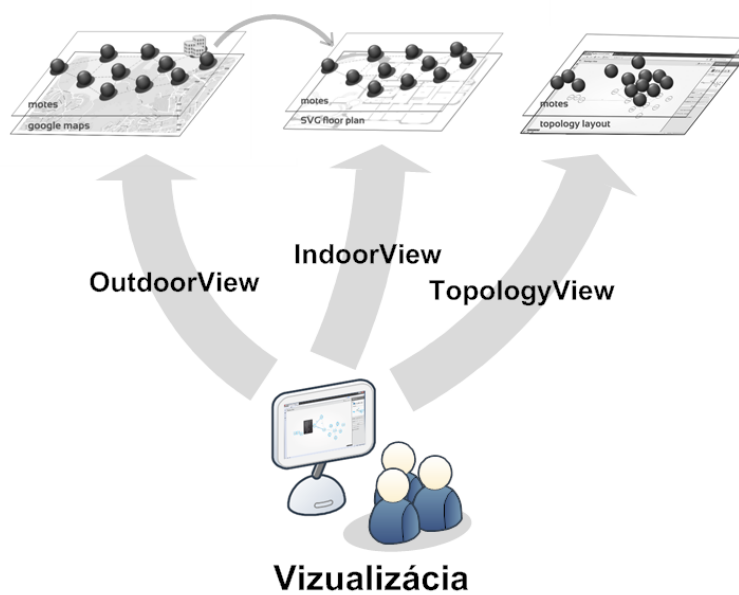 motes
google maps
motes
SVG floor plan
motes
topology layout
OutdoorView
IndoorView
TopologyView
Vizualizácia